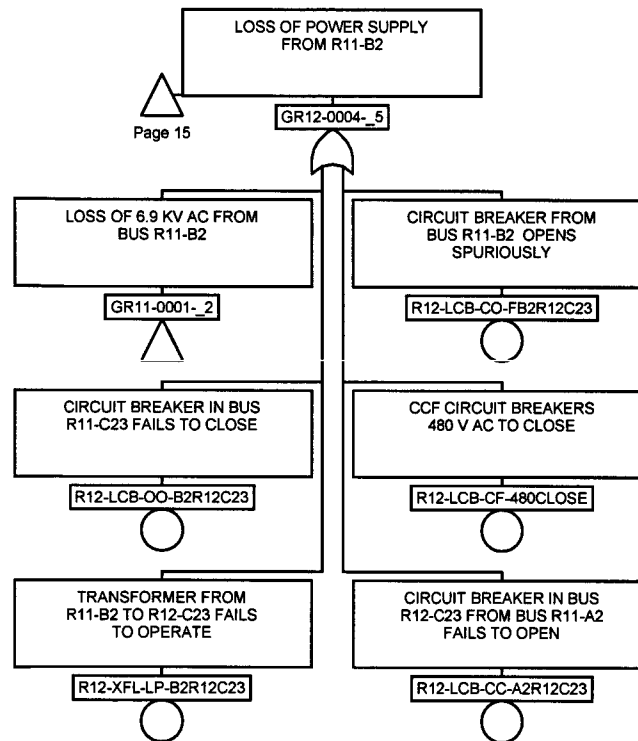 LOSS OF POWER SUPPLY
FROM R11-B2
Page 15
GR12-0004-_5
LOSS OF 6.9 KV AC FROM
BUS R11-B2
GR11-0001-_2
CIRCUIT BREAKER FROM
BUS R11-B2 OPENS
SPURIOUSLY
R12-LCB-CO-FB2R12C23
CIRCUIT BREAKER IN BUS
R11-C23 FAILS TO CLOSE
R12-LCB-OO-B2R12C23
CCF CIRCUIT BREAKERS
480 V AC TO CLOSE
R12-LCB-CF-480CLOSE
TRANSFORMER FROM
R11-B2 TO R12-C23 FAILS
TO OPERATE
R12-XFL-LP-B2R12C23
CIRCUIT BREAKER IN BUS
R12-C23 FROM BUS R11-A2
FAILS TO OPEN
R12-LCB-CC-A2R12C23